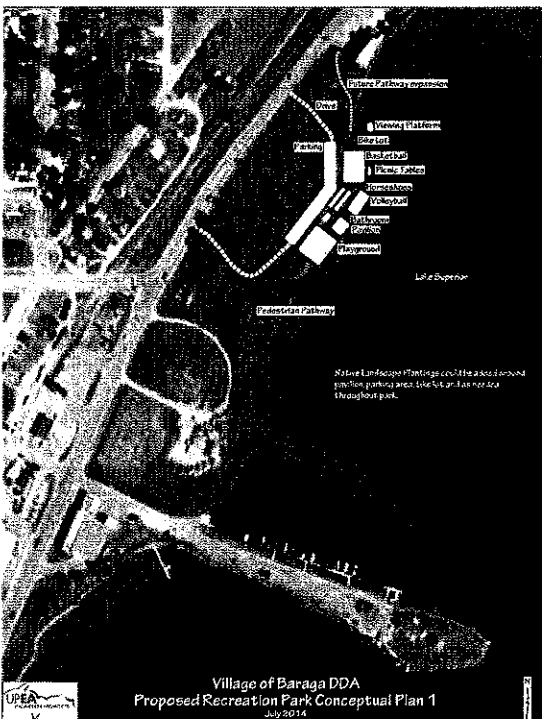 Future Pathway expansion
Drive
Viewing Platform
Bike Lot
Parking
Basketball
Picnic Tables
Horseshoes
Volleyball
Bathroom
Pavilion
Playground
Lake Superior
Pedestrian Pathway
Native Landscape Plantings could be added around
pavilion, parking area, bike lot, and as needed
throughout park.
UPEA
ENGINEERS & ARCHITECTS
Village of Baraga DDA
Proposed Recreation Park Conceptual Plan 1
July 2014
N